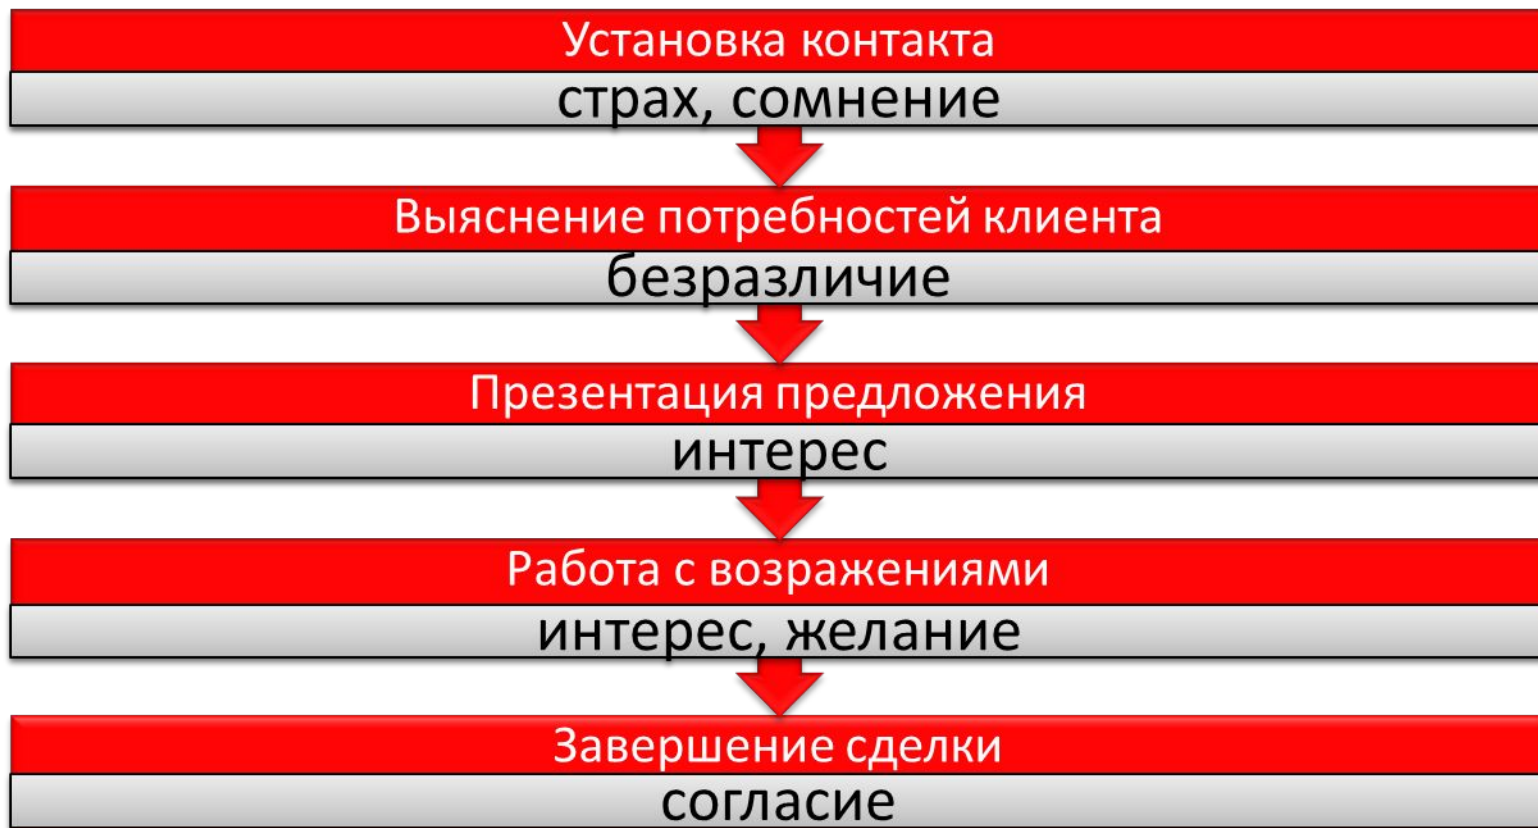 Установка контакта
страх, сомнение
Выяснение потребностей клиента
безразличие
Презентация предложения
интерес
Работа с возражениями
интерес, желание
Завершение сделки
согласие